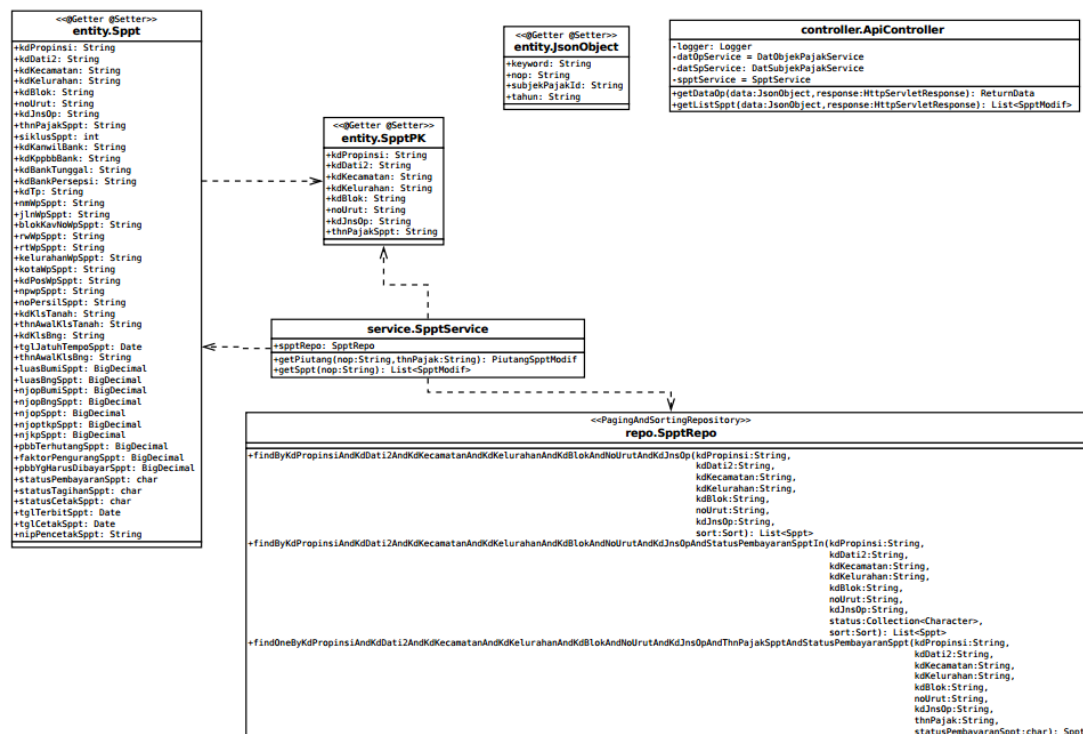 <<@Getter @Setter>>
entity.Sppt
+kdPropinsi: String
+kdDati2: String
+kdKecamatan: String
+kdKelurahan: String
+kdBlok: String
+noUrut: String
+kdJnsOp: String
+thnPajakSppt: String
+siklusSppt: int
+kdKanwilBank: String
+kdKppbbBank: String
+kdBankTunggal: String
+kdBankPersepsi: String
+kdTp: String
+nmWpSppt: String
+jlnWpSppt: String
+blokKavNoWpSppt: String
+rwWpSppt: String
+rtWpSppt: String
+kelurahanWpSppt: String
+kotaWpSppt: String
+kdPosWpSppt: String
+npwpSppt: String
+noPersilSppt: String
+kdKlsTanah: String
+thnAwalKlsTanah: String
+kdKlsBng: String
+tglJatuhTempoSppt: Date
+thnAwalKlsBng: String
+luasBumiSppt: BigDecimal
+luasBngSppt: BigDecimal
+njopBumiSppt: BigDecimal
+njopBngSppt: BigDecimal
+njopSppt: BigDecimal
+njoptkpSppt: BigDecimal
+njkpSppt: BigDecimal
+pbbTerhutangSppt: BigDecimal
+faktorPengurangSppt: BigDecimal
+pbbYgHarusDibayarSppt: BigDecimal
+statusPembayaranSppt: char
+statusTagihanSppt: char
+statusCetakSppt: char
+tglTerbitSppt: Date
+tglCetakSppt: Date
+nipPencetakSppt: String
<<@Getter @Setter>>
entity.JsonObject
+keyword: String
+nop: String
+subjekPajakId: String
+tahun: String
controller.ApiController
-logger: Logger
-datOpService = DatObjekPajakService
-datSpService: DatSubjekPajakService
-spptService = SpptService
+getDataOp(data:JsonObject,response:HttpServletResponse): ReturnData
+getListSppt(data:JsonObject,response:HttpServletResponse): List<SpptModif>
<<@Getter @Setter>>
entity.SpptPK
+kdPropinsi: String
+kdDati2: String
+kdKecamatan: String
+kdKelurahan: String
+kdBlok: String
+noUrut: String
+kdJnsOp: String
+thnPajakSppt: String
service.SpptService
+spptRepo: SpptRepo
+getPiutang(nop:String,thnPajak:String): PiutangSpptModif
+getSppt(nop:String): List<SpptModif>
<<PagingAndSortingRepository>>
repo.SpptRepo
+findByKdPropinsiAndKdDati2AndKdKecamatanAndKdKelurahanAndKdBlokAndNoUrutAndKdJnsOp(kdPropinsi:String,
kdDati2:String,
kdKecamatan:String,
kdKelurahan:String,
kdBlok:String,
noUrut:String,
kdJnsOp:String,
sort:Sort): List<Sppt>
+findByKdPropinsiAndKdDati2AndKdKecamatanAndKdKelurahanAndKdBlokAndNoUrutAndKdJnsOpAndStatusPembayaranSpptIn(kdPropinsi:String,
kdDati2:String,
kdKecamatan:String,
kdKelurahan:String,
kdBlok:String,
noUrut:String,
kdJnsOp:String,
status:Collection<Character>,
sort:Sort): List<Sppt>
+findOneByKdPropinsiAndKdDati2AndKdKecamatanAndKdKelurahanAndKdBlokAndNoUrutAndKdJnsOpAndThnPajakSpptAndStatusPembayaranSppt(kdPropinsi:String,
kdDati2:String,
kdKecamatan:String,
kdKelurahan:String,
kdBlok:String,
noUrut:String,
kdJnsOp:String,
thnPajak:String,
statusPembayaranSppt:char): Sppt